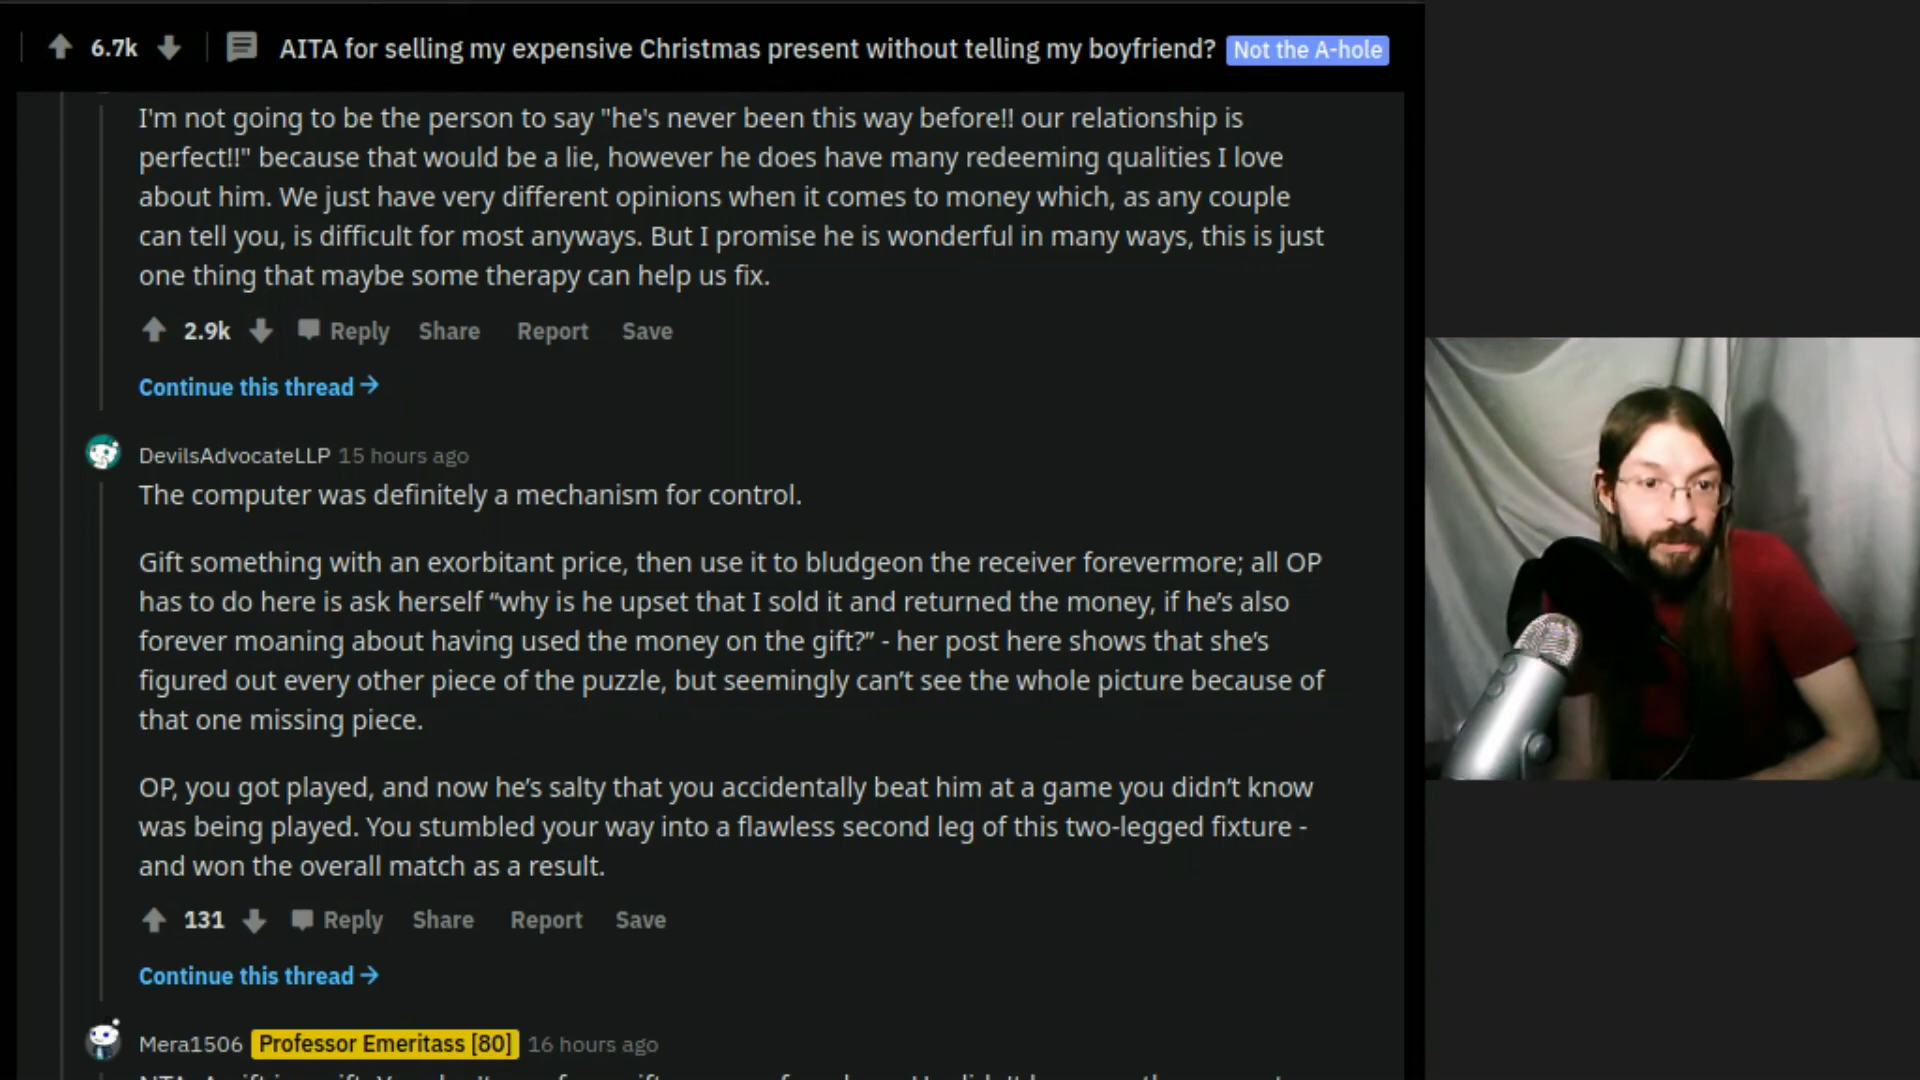 6.7k AITA for selling my expensive Christmas present without telling my boyfriend? Not the A-hole
I'm not going to be the person to say "he's never been this way before!! our relationship is
perfect!!" because that would be a lie, however he does have many redeeming qualities I love
about him. We just have very different opinions when it comes to money which, as any couple
can tell you, is difficult for most anyways. But I promise he is wonderful in many ways, this is just
one thing that maybe some therapy can help us fix.
2.9k Reply Share Report Save
Continue this thread →
DevilsAdvocateLLP 15 hours ago
The computer was definitely a mechanism for control.
Gift something with an exorbitant price, then use it to bludgeon the receiver forevermore; all OP
has to do here is ask herself “why is he upset that I sold it and returned the money, if he’s also
forever moaning about having used the money on the gift?” - her post here shows that she’s
figured out every other piece of the puzzle, but seemingly can’t see the whole picture because of
that one missing piece.
OP, you got played, and now he’s salty that you accidentally beat him at a game you didn’t know
was being played. You stumbled your way into a flawless second leg of this two-legged fixture -
and won the overall match as a result.
131 Reply Share Report Save
Continue this thread →
Mera1506 Professor Emeritass [80] 16 hours ago